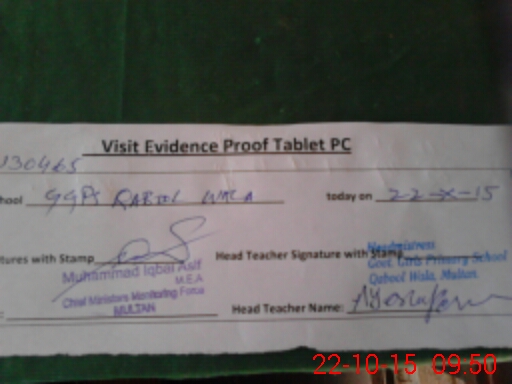 Visit Evidence Proof Tablet PC
J30465
hool GGPS QABOOL WALA today on 22-X-15
tures with Stamp Head Teacher Signature with Stamp
Headmistress
Govt. Girls Primary School
Qabool Wala, Multan.
Muhammad Iqbal Asif
M.E.A
Chief Ministers Monitoring Force
MULTAN
Head Teacher Name:
22-10-15 09:50